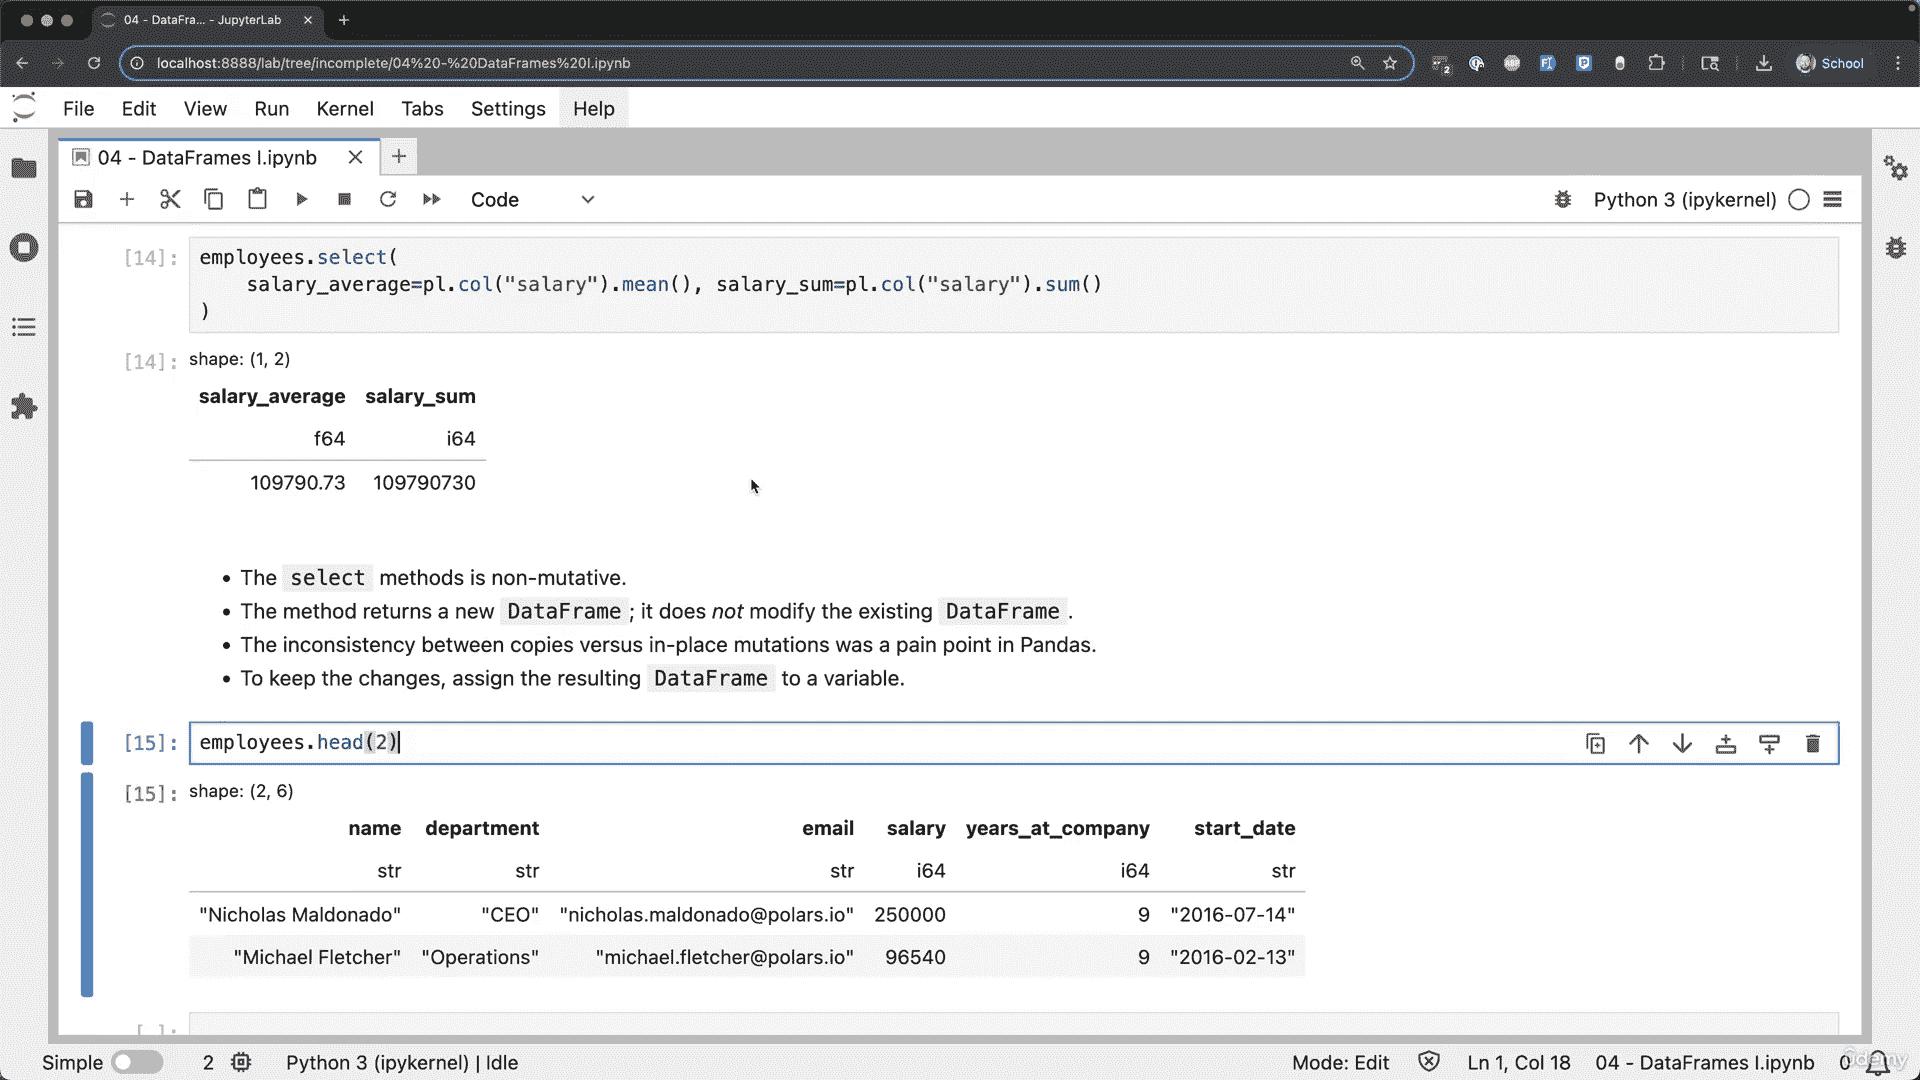 04 - DataFra... - JupyterLab
localhost:8888/lab/tree/incomplete/04%20-%20DataFrames%20I.ipynb
2
School
File Edit View Run Kernel Tabs Settings Help
04 - DataFrames I.ipynb
Code
Python 3 (ipykernel)
[14]:
employees.select(
salary_average=pl.col("salary").mean(), salary_sum=pl.col("salary").sum()
)
[14]:
shape: (1, 2)
salary_average salary_sum
f64 i64
109790.73 109790730
• The select methods is non-mutative.
• The method returns a new DataFrame; it does not modify the existing DataFrame.
• The inconsistency between copies versus in-place mutations was a pain point in Pandas.
• To keep the changes, assign the resulting DataFrame to a variable.
[15]:
employees.head(2)
[15]:
shape: (2, 6)
name department email salary years_at_company start_date
str str str i64 i64 str
"Nicholas Maldonado" "CEO" "nicholas.maldonado@polars.io" 250000 9 "2016-07-14"
"Michael Fletcher" "Operations" "michael.fletcher@polars.io" 96540 9 "2016-02-13"
[ ]:
Simple 2 Python 3 (ipykernel) | Idle Mode: Edit Ln 1, Col 18 04 - DataFrames I.ipynb 0
udemy